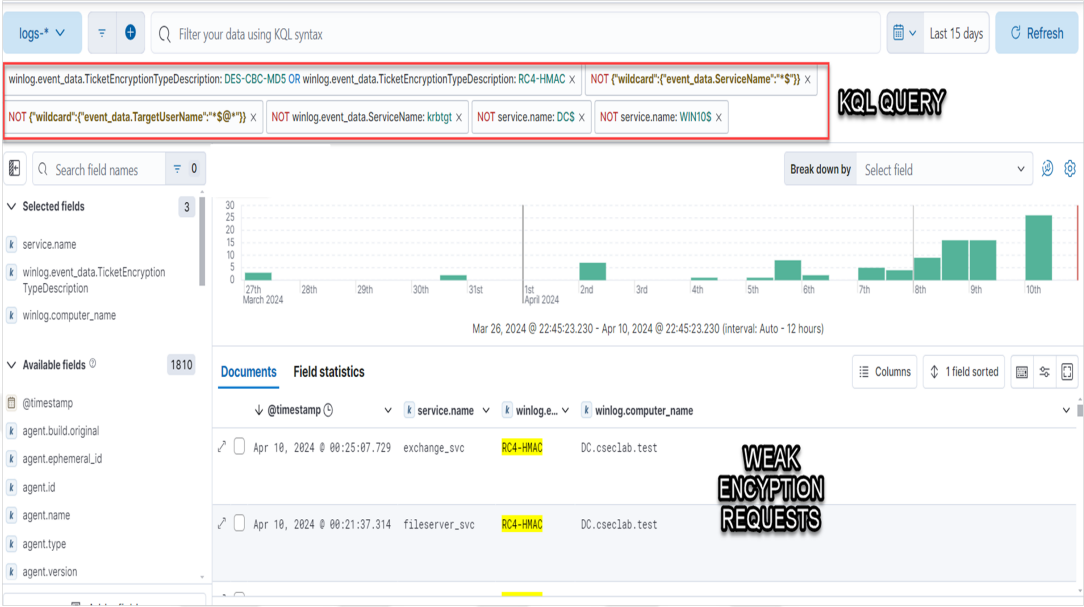 logs-*
Filter your data using KQL syntax
Last 15 days
Refresh
winlog.event_data.TicketEncryptionTypeDescription: DES-CBC-MD5 OR winlog.event_data.TicketEncryptionTypeDescription: RC4-HMAC ×
NOT {"wildcard":{"event_data.ServiceName":"*$"}} ×
NOT {"wildcard":{"event_data.TargetUserName":"*$@*"}} ×
NOT winlog.event_data.ServiceName: krbtgt ×
NOT service.name: DC$ ×
NOT service.name: WIN10$ ×
KQL QUERY
Search field names
0
Break down by
Select field
Selected fields
3
service.name
winlog.event_data.TicketEncryption
TypeDescription
winlog.computer_name
Available fields
1810
@timestamp
agent.build.original
agent.ephemeral_id
agent.id
agent.name
agent.type
agent.version
30
25
20
15
10
5
0
27th
March 2024
28th
29th
30th
31st
1st
April 2024
2nd
3rd
4th
5th
6th
7th
8th
9th
10th
Mar 26, 2024 @ 22:45:23.230 - Apr 10, 2024 @ 22:45:23.230 (interval: Auto - 12 hours)
Documents
Field statistics
Columns
1 field sorted
@timestamp
k service.name
k winlog.e...
k winlog.computer_name
Apr 10, 2024 @ 00:25:07.729 exchange_svc RC4-HMAC DC.cseclab.test
Apr 10, 2024 @ 00:21:37.314 fileserver_svc RC4-HMAC DC.cseclab.test
WEAK
ENCYPTION
REQUESTS